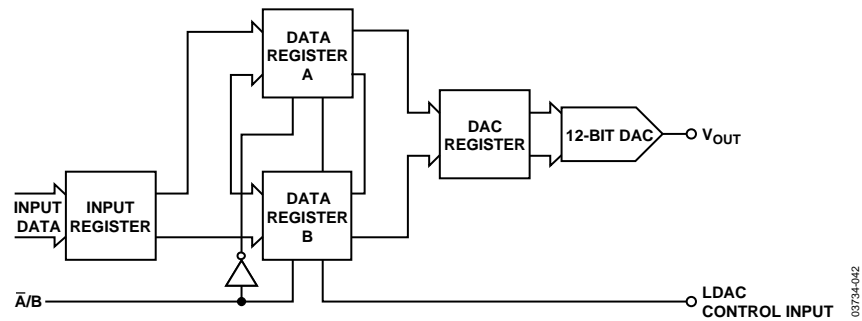 DATA
REGISTER
A
DAC
REGISTER
12-BIT DAC
V_OUT
INPUT
DATA
INPUT
REGISTER
DATA
REGISTER
B
A̅/B
LDAC
CONTROL INPUT
03734-042